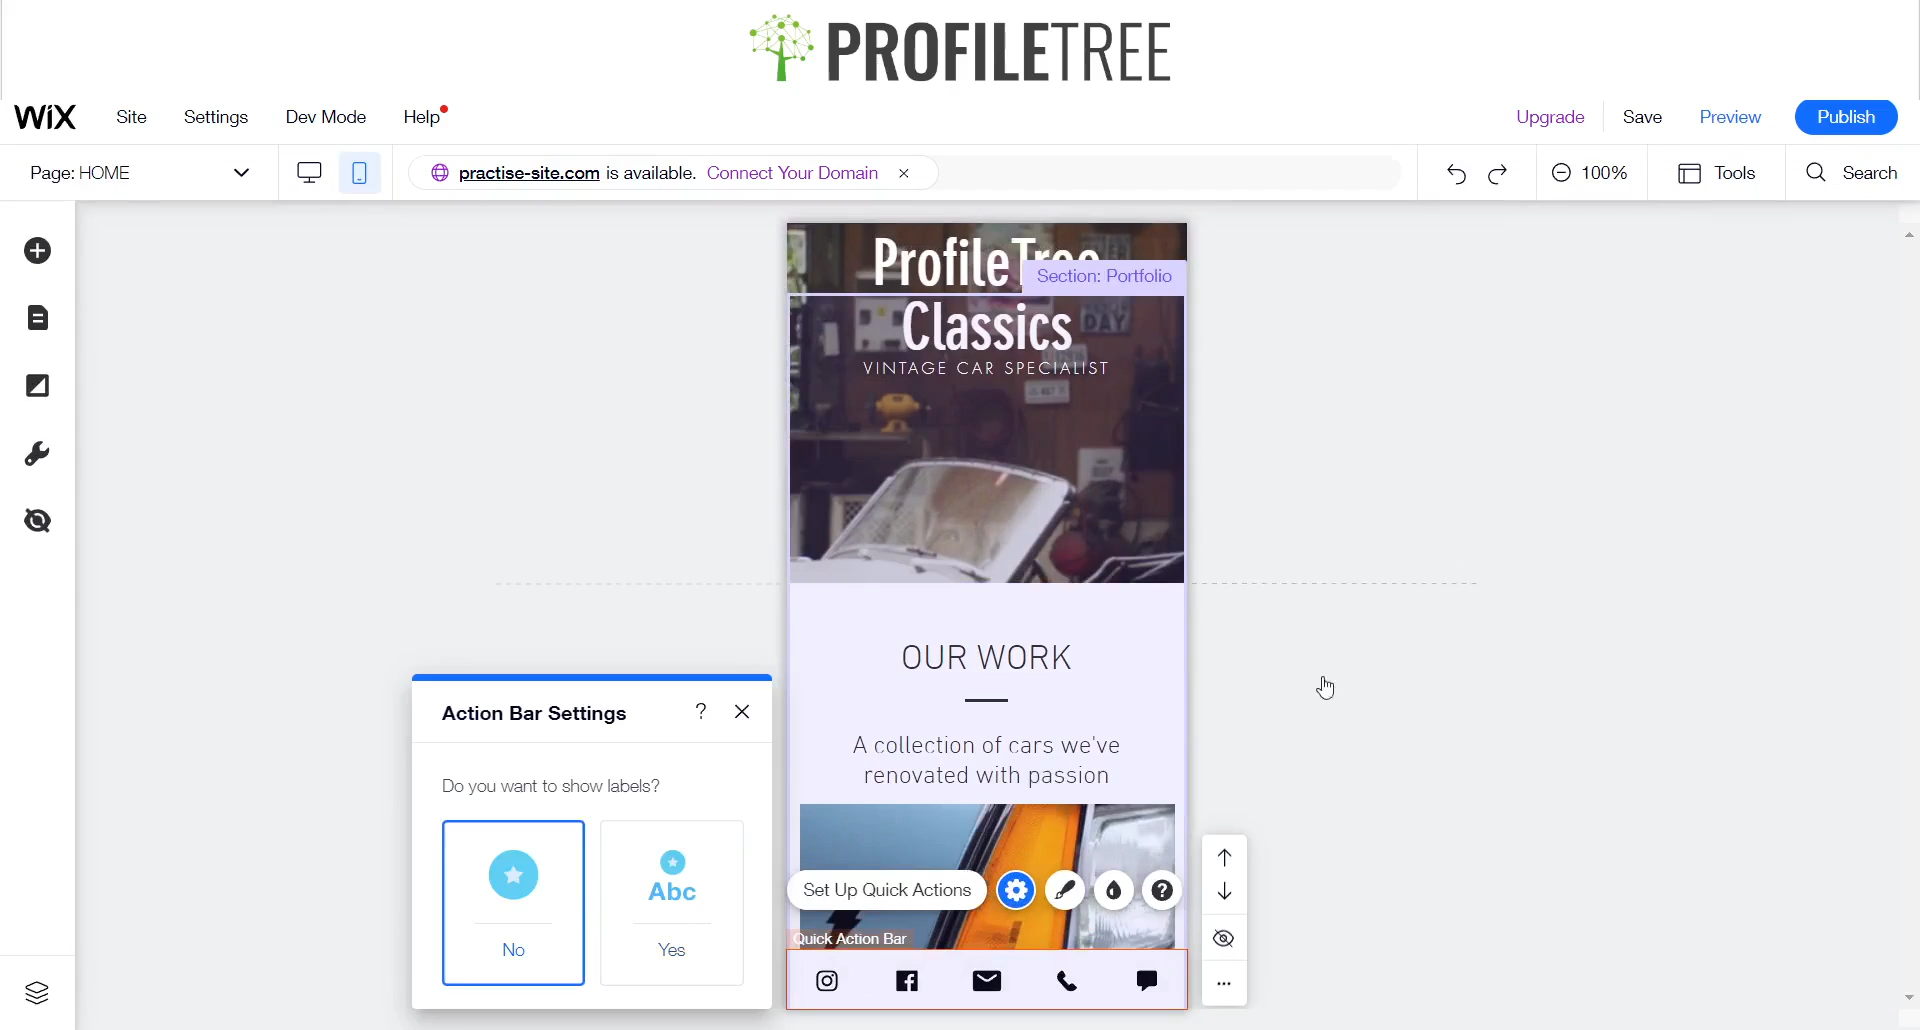 PROFILETREE
WiX Site Settings Dev Mode Help Upgrade Save Preview Publish
Page: HOME practise-site.com is available. Connect Your Domain 100% Tools Search
ProfileTree
Section: Portfolio
Classics
VINTAGE CAR SPECIALIST
OUR WORK
A collection of cars we've
renovated with passion
Action Bar Settings ?
Do you want to show labels?
Abc
No Yes
Set Up Quick Actions
Quick Action Bar